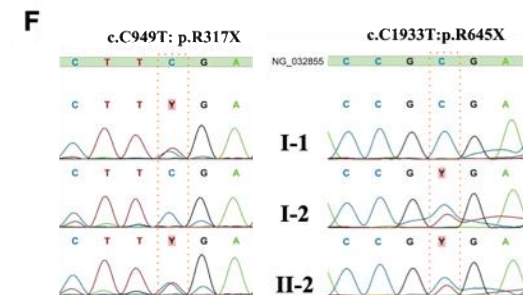 F
c.C949T: p.R317X
c.C1933T:p.R645X
C T T C G A
NG_032855 C C G C G A
C T T Y G A
C C G C G A
I-1
C T T C G A
C C G Y G A
I-2
C T T Y G A
C C G Y G A
II-2